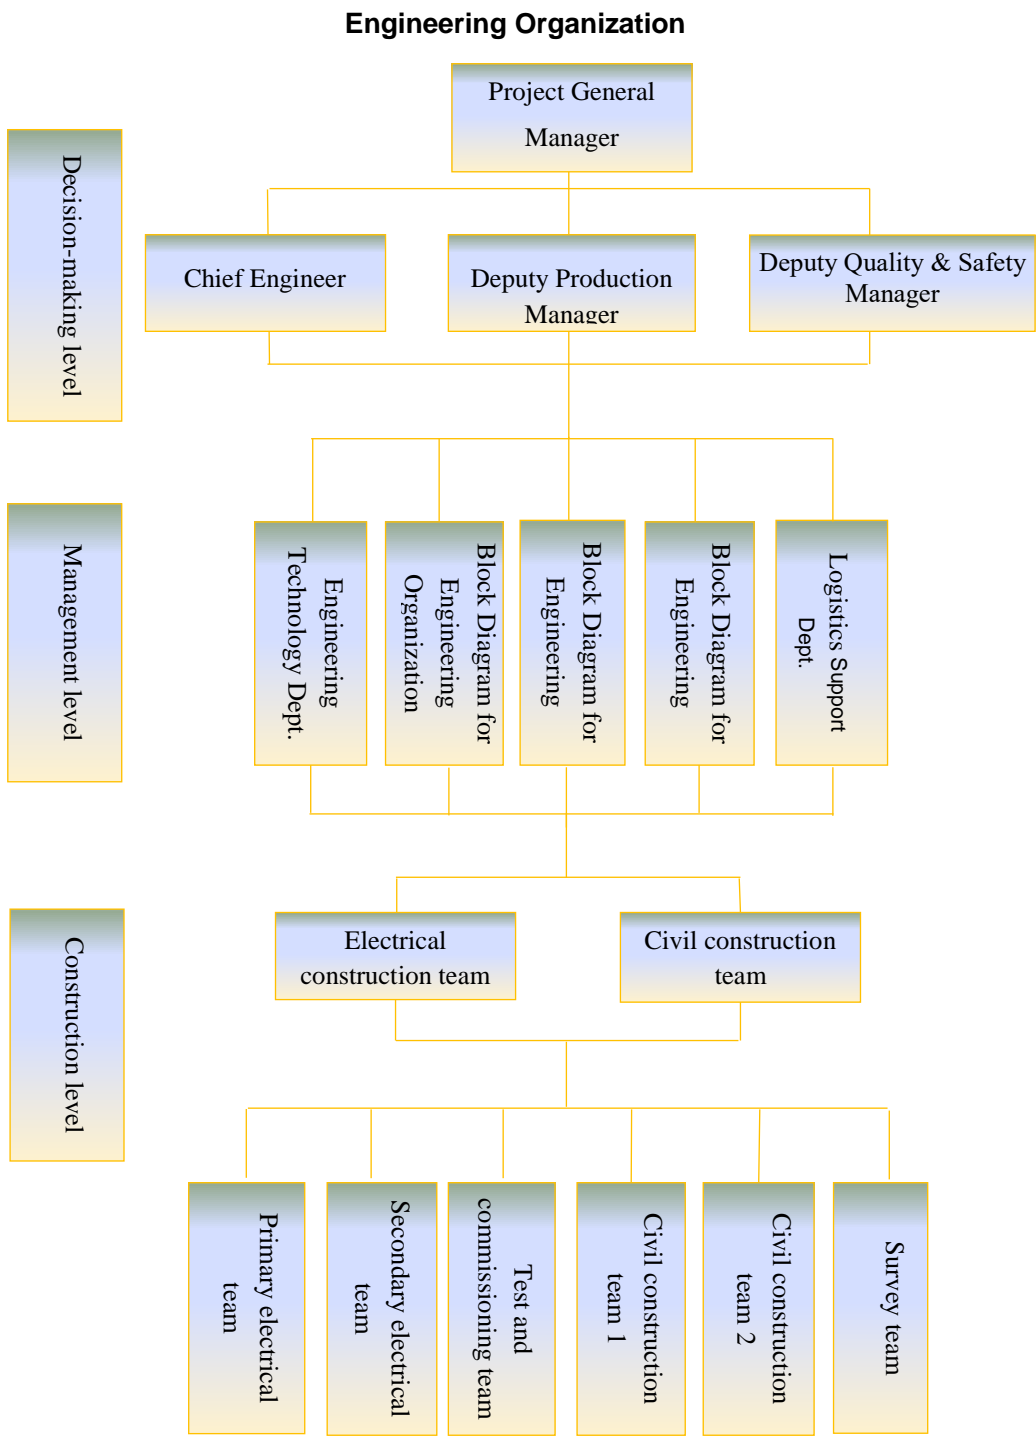 Engineering Organization
Project General
Manager
Decision-making level
Chief Engineer
Deputy Production
Manager
Deputy Quality & Safety
Manager
Management level
Engineering
Technology Dept.
Block Diagram for
Engineering
Organization
Block Diagram for
Engineering
Block Diagram for
Engineering
Logistics Support
Dept.
Construction level
Electrical
construction team
Civil construction
team
Primary electrical
team
Secondary electrical
team
Test and
commissioning team
Civil construction
team 1
Civil construction
team 2
Survey team